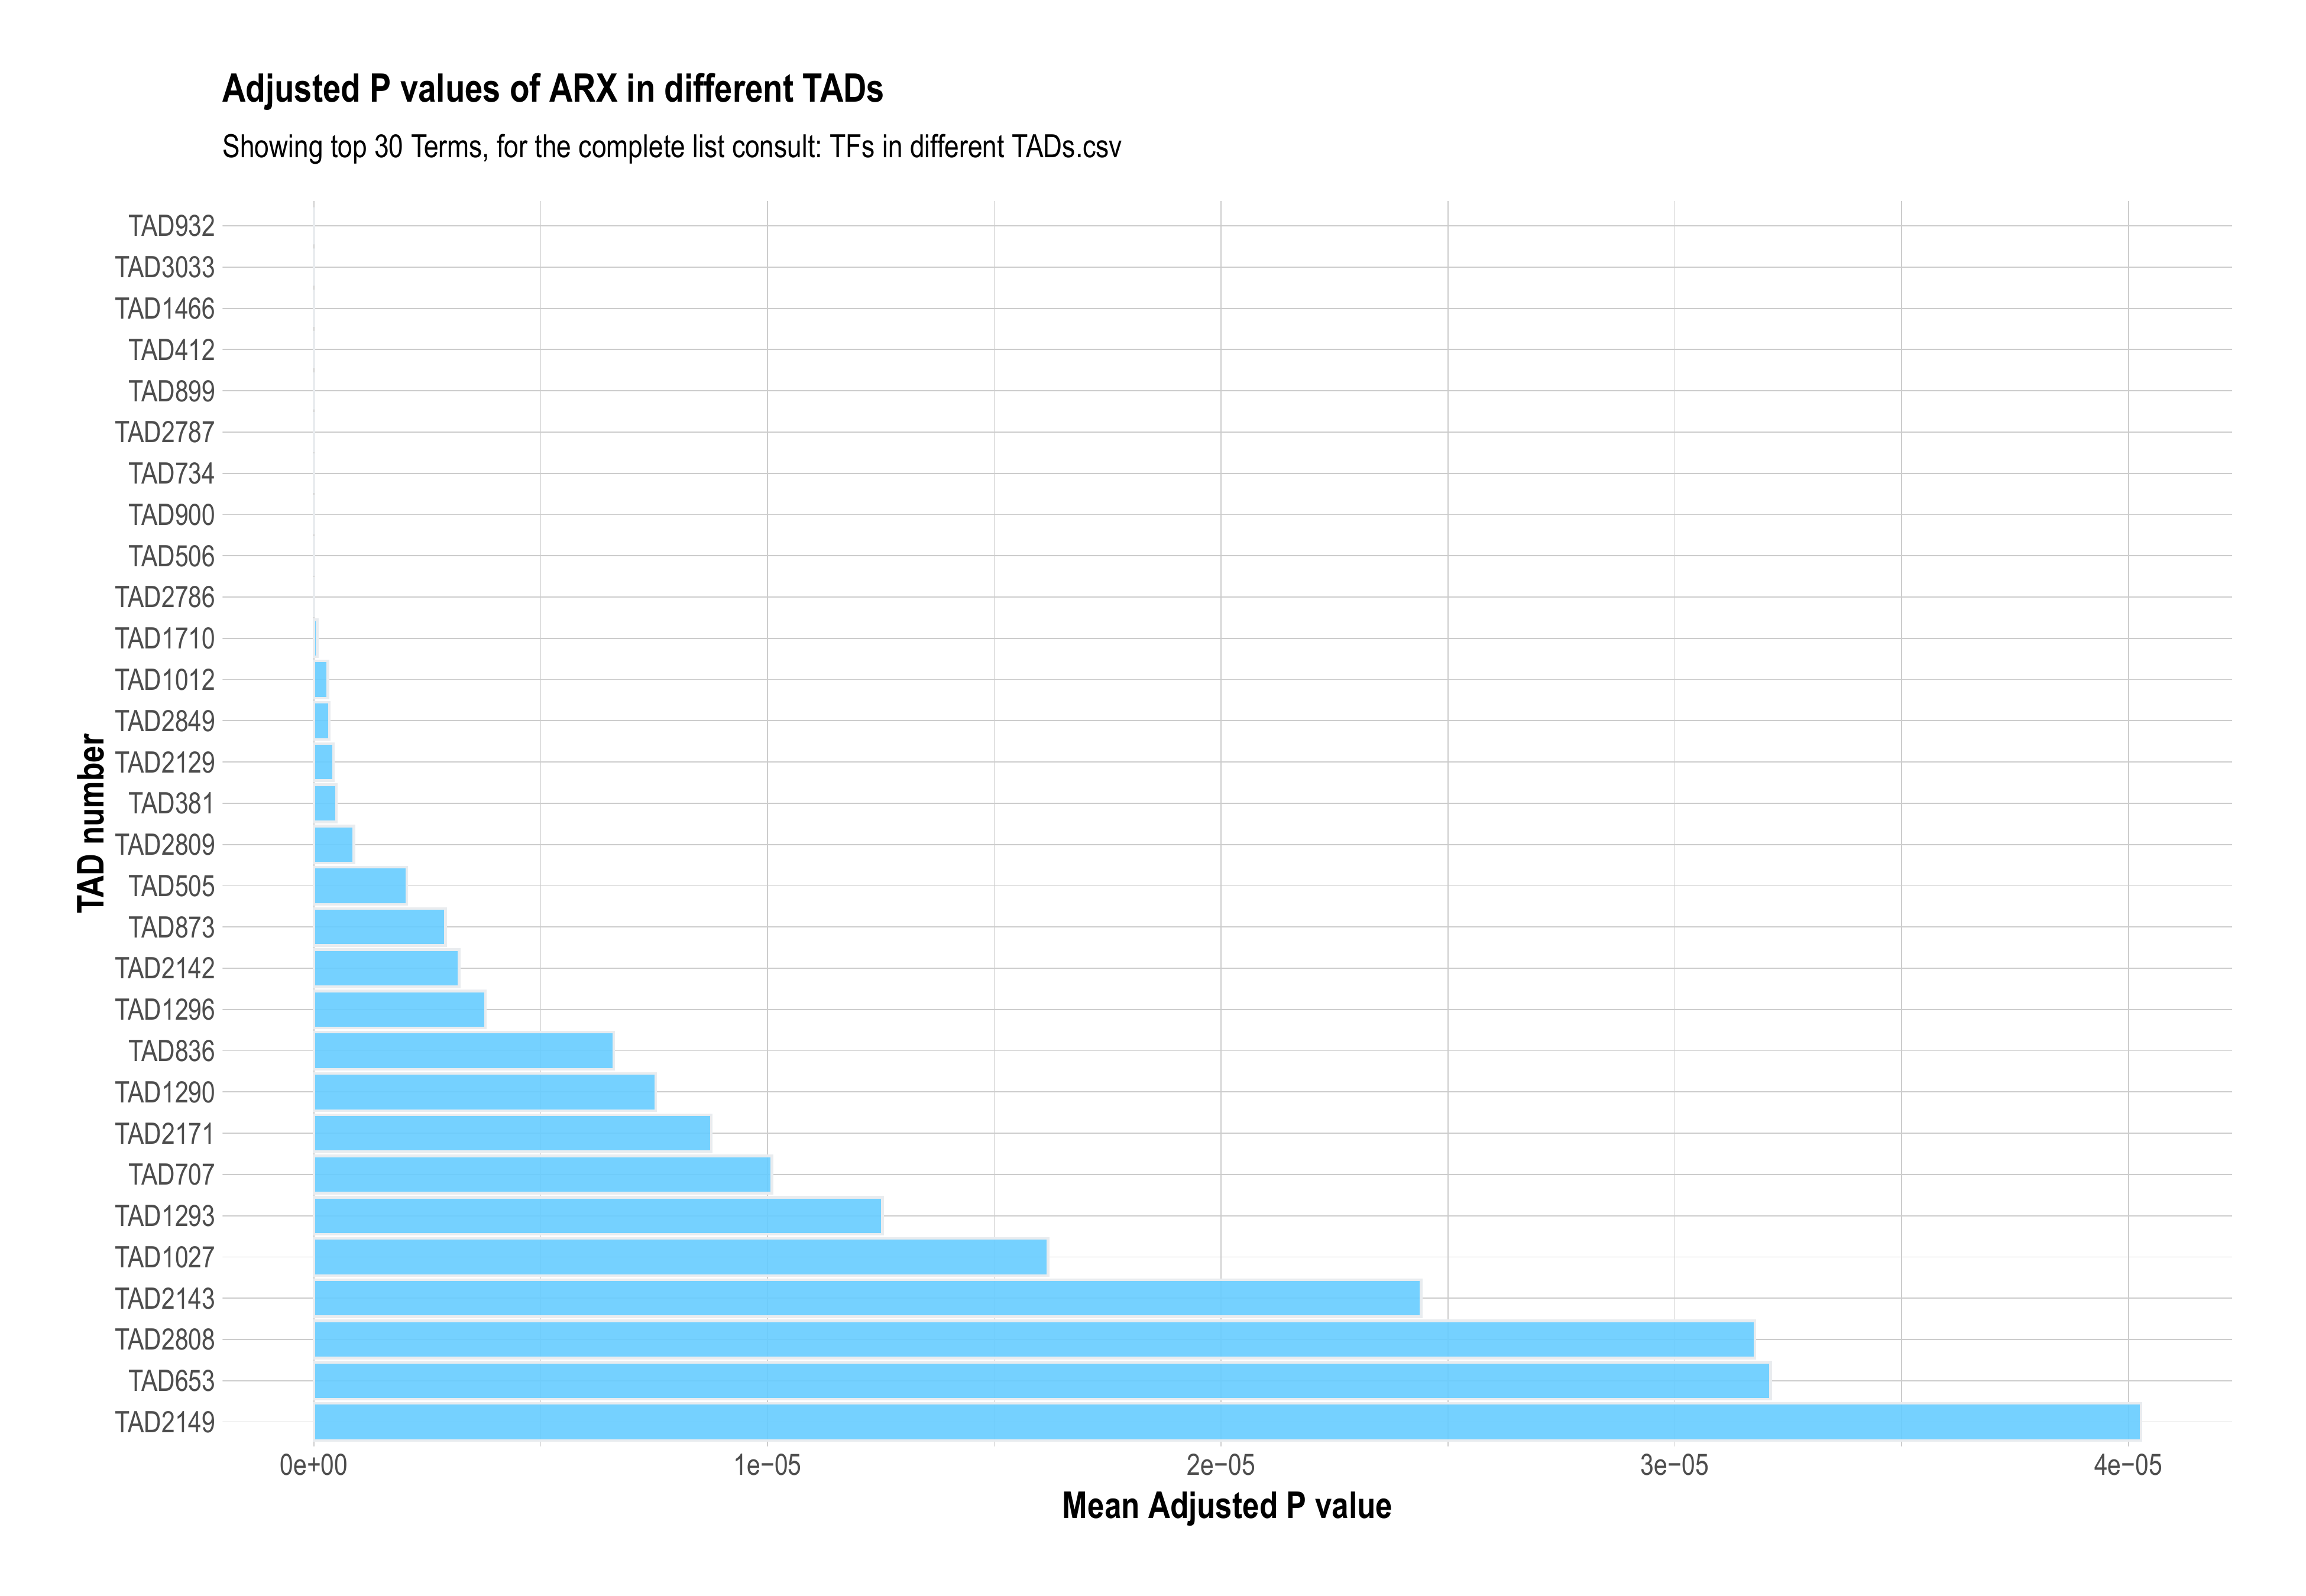 Adjusted P values of ARX in different TADs
Showing top 30 Terms, for the complete list consult: TFs in different TADs.csv
TAD number
TAD932
TAD3033
TAD1466
TAD412
TAD899
TAD2787
TAD734
TAD900
TAD506
TAD2786
TAD1710
TAD1012
TAD2849
TAD2129
TAD381
TAD2809
TAD505
TAD873
TAD2142
TAD1296
TAD836
TAD1290
TAD2171
TAD707
TAD1293
TAD1027
TAD2143
TAD2808
TAD653
TAD2149
0e+00 1e−05 2e−05 3e−05 4e−05
Mean Adjusted P value